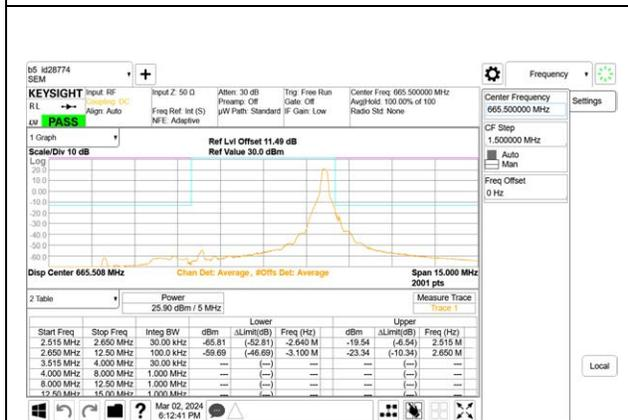 b5 id28774
SEM
KEYSIGHT Input: RF Input Z: 50 Ω Atten: 30 dB Trig: Free Run Center Freq: 665.500000 MHz
RL Coupling: DC Preamp: Off Gate: Off Avg|Hold: 100.00% of 100
Align: Auto Freq Ref: Int (S) µW Path: Standard IF Gain: Low Radio Std: None
PASS NFE: Adaptive
Frequency
Center Frequency
665.500000 MHz
Settings
CF Step
1.500000 MHz
Auto
Man
Freq Offset
0 Hz
1 Graph
Scale/Div 10 dB
Ref Lvl Offset 11.49 dB
Ref Value 30.0 dBm
Log
20.0
10.0
0.00
-10.0
-20.0
-30.0
-40.0
-50.0
-60.0
Disp Center 665.508 MHz Chan Det: Average , #Offs Det: Average Span 15.000 MHz
2001 pts
2 Table
Power
25.90 dBm / 5 MHz
Measure Trace
Trace 1
Lower Upper
Start Freq Stop Freq Integ BW dBm ΔLimit(dB) Freq (Hz) dBm ΔLimit(dB) Freq (Hz)
2.515 MHz 2.650 MHz 30.00 kHz -65.81 (-52.81) -2.640 M -19.54 (-6.54) 2.515 M
2.650 MHz 12.50 MHz 100.0 kHz -59.69 (-46.69) -3.100 M -23.34 (-10.34) 2.650 M
3.515 MHz 4.000 MHz 30.00 kHz --- (---) --- --- (---) ---
4.000 MHz 8.000 MHz 1.000 MHz --- (---) --- --- (---) ---
8.000 MHz 12.50 MHz 1.000 MHz --- (---) --- --- (---) ---
12.50 MHz 15.00 MHz 1.000 MHz --- (---) --- --- (---) ---
Local
? Mar 02, 2024
6:12:41 PM